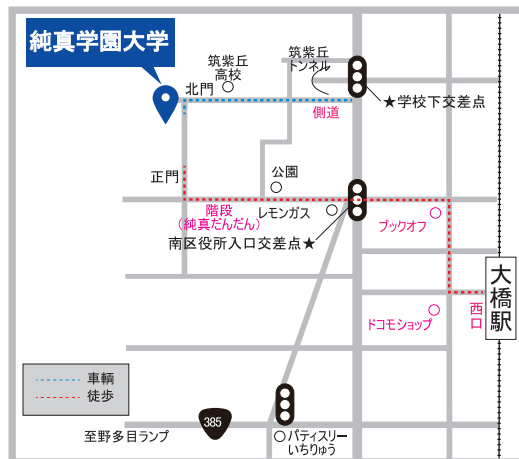 純真学園大学
筑紫丘
高校
筑紫丘
トンネル
北門
★学校下交差点
側道
正門
公園
階段
(純真だんだん)
レモンガス
ブックオフ
南区役所入口交差点★
大橋駅
西口
ドコモショップ
車輌
徒歩
385
至野多目ランプ
パティスリー
いちりゅう